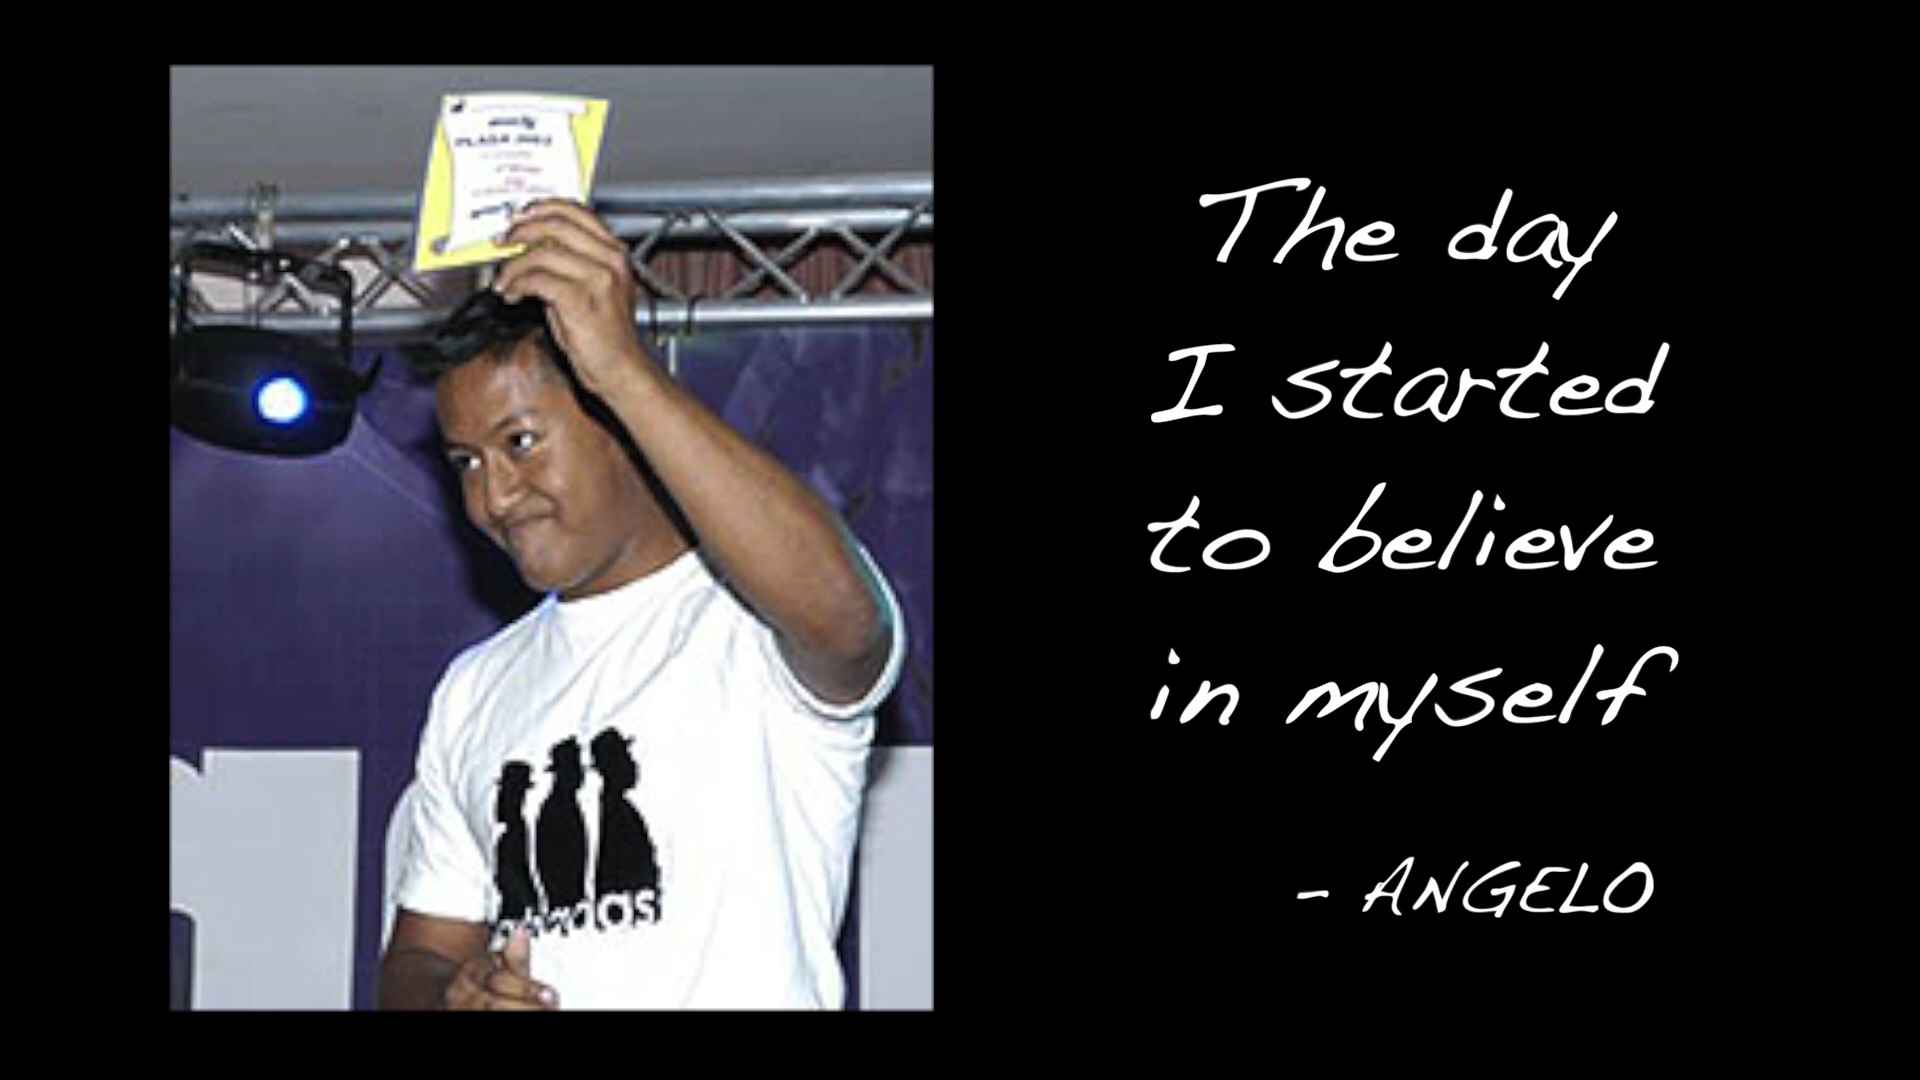 The day
I started
to believe
in myself
- ANGELO